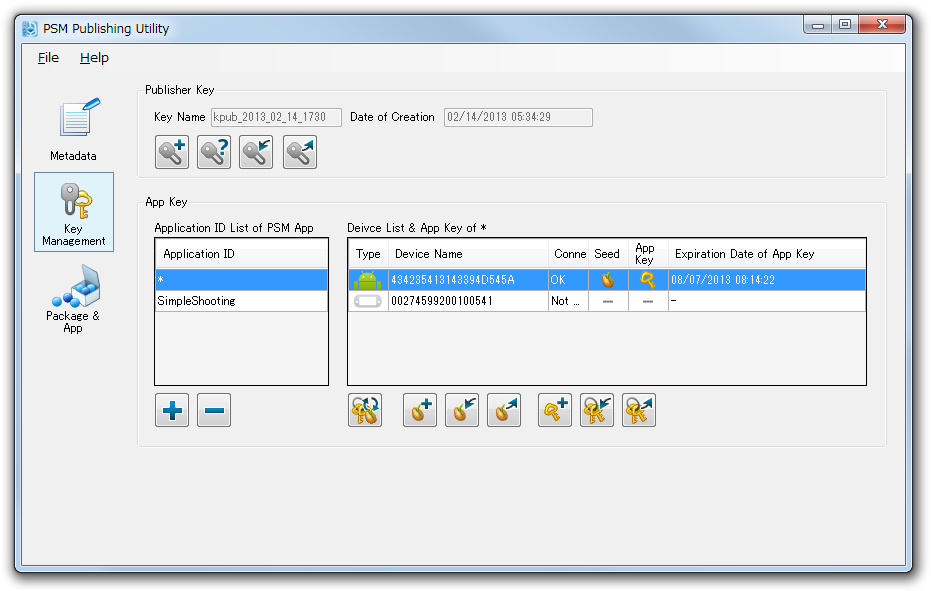 PSM Publishing Utility
File Help
Publisher Key
Key Name kpub_2013_02_14_1730 Date of Creation 02/14/2013 05:34:29
Metadata
Key
Management
Package &
App
App Key
Application ID List of PSM App
Application ID
*
SimpleShooting
Deivce List & App Key of *
Type Device Name Conne Seed App Key Expiration Date of App Key
434235413143394D545A OK 08/07/2013 08:14:22
00274599200100541 Not ... — — -